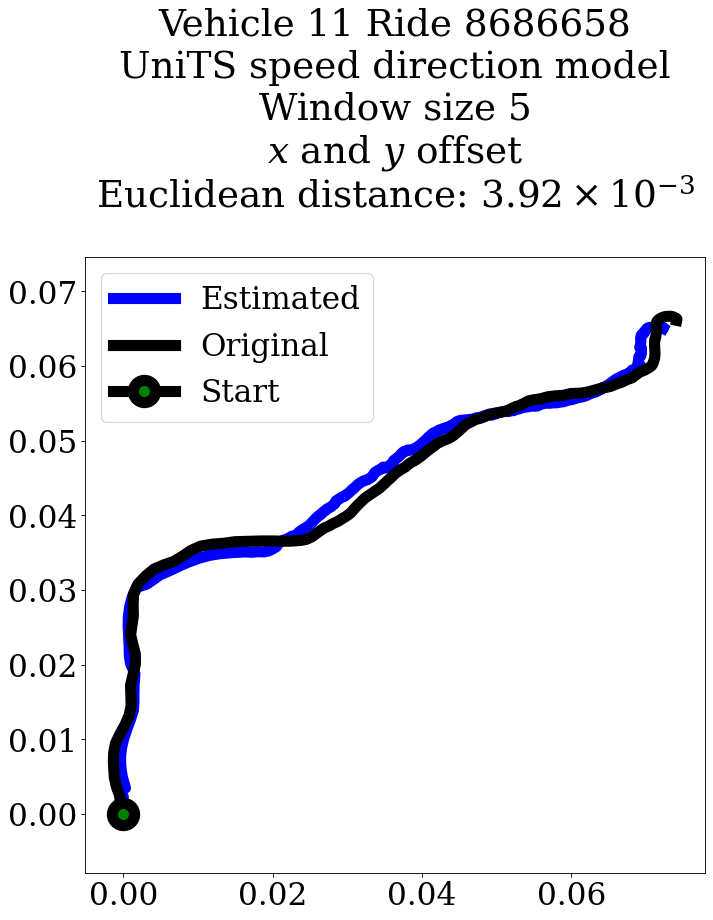 Vehicle 11 Ride 8686658
UniTS speed direction model
Window size 5
x and y offset
Euclidean distance: 3.92 × 10⁻³
Estimated
Original
Start
0.07
0.06
0.05
0.04
0.03
0.02
0.01
0.00
0.00 0.02 0.04 0.06